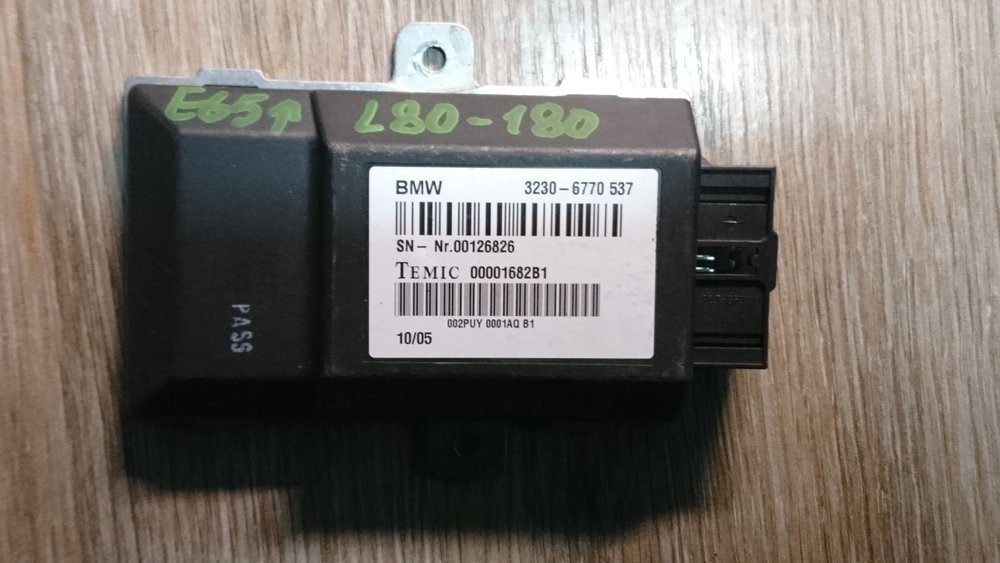 E65↑ L80-180
BMW 3230-6770 537
SN- Nr.00126826
TEMIC 00001682B1
002PUY 0001AQ B1
10/05
PASS